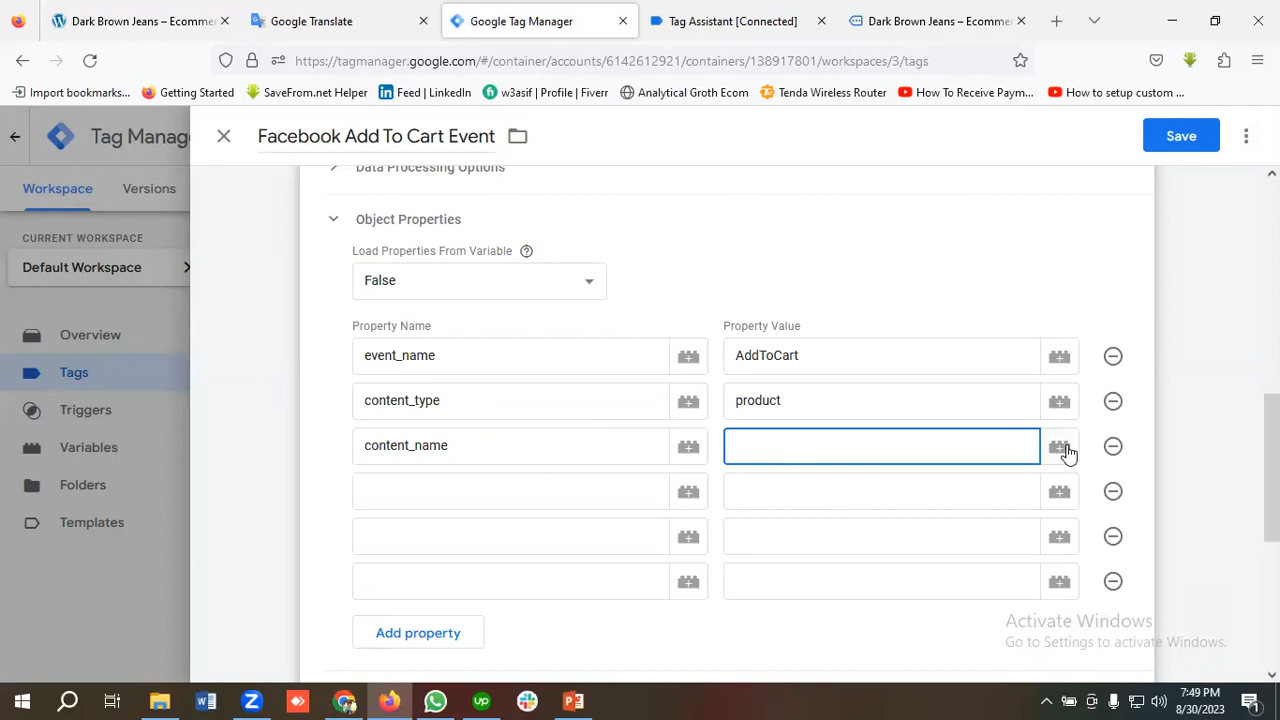 Dark Brown Jeans – Ecommer
Google Translate
Google Tag Manager
Tag Assistant [Connected]
Dark Brown Jeans – Ecommer
https://tagmanager.google.com/#/container/accounts/6142612921/containers/138917801/workspaces/3/tags
Import bookmarks...
Getting Started
SaveFrom.net Helper
Feed | LinkedIn
w3asif | Profile | Fiverr
Analytical Groth Ecom
Tenda Wireless Router
How To Receive Paym...
How to setup custom ...
Tag Manag
Facebook Add To Cart Event
Save
Workspace
Versions
CURRENT WORKSPACE
Default Workspace
Overview
Tags
Triggers
Variables
Folders
Templates
Data Processing Options
Object Properties
Load Properties From Variable
False
Property Name
Property Value
event_name
AddToCart
content_type
product
content_name
Add property
Activate Windows
Go to Settings to activate Windows.
7:49 PM
8/30/2023